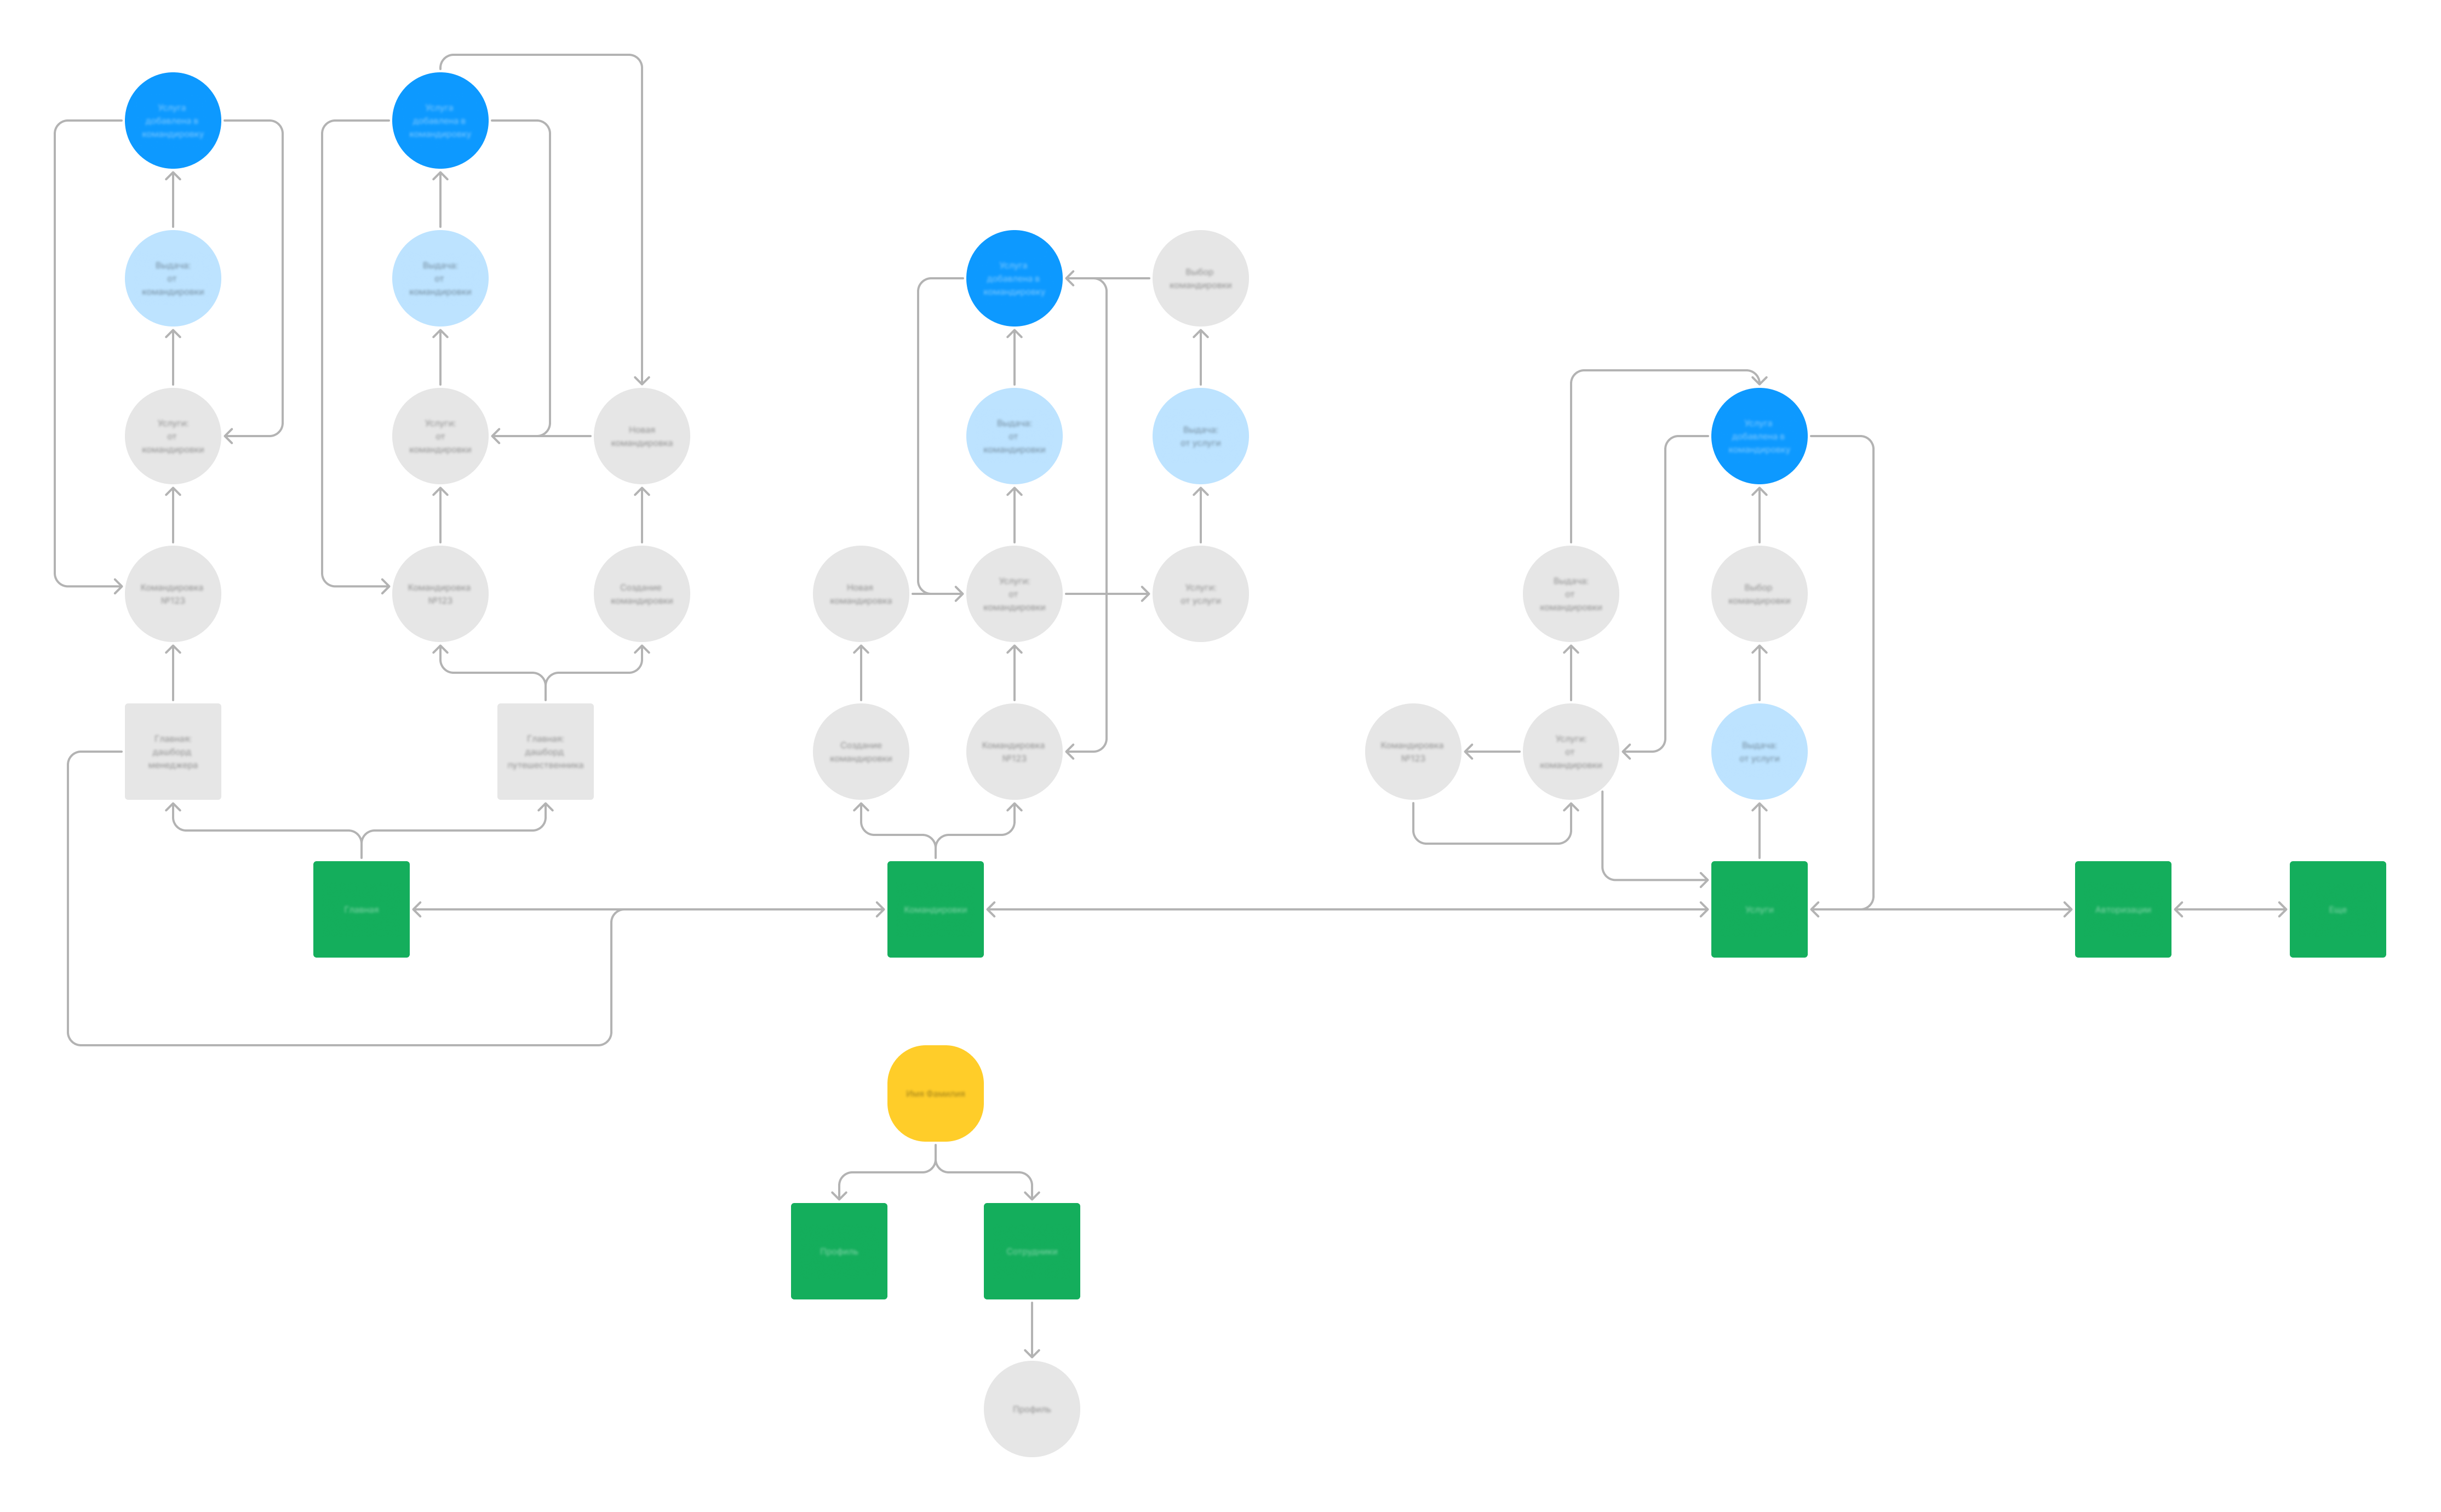 Услуга
добавлена в
командировку
Услуга
добавлена в
командировку
Выдача:
от
командировки
Выдача:
от
командировки
Услуга
добавлена в
командировку
Выбор
командировки
Услуги:
от
командировки
Услуги:
от
командировки
Новая
командировка
Выдача:
от
командировки
Выдача:
от услуги
Услуга
добавлена в
командировку
Командировка
№123
Командировка
№123
Создание
командировки
Новая
командировка
Услуги:
от
командировки
Услуги:
от услуги
Выдача:
от
командировки
Выбор
командировки
Главная:
дашборд
менеджера
Главная:
дашборд
путешественника
Создание
командировки
Командировка
№123
Командировка
№123
Услуги:
от
командировки
Выдача:
от услуги
Главная
Командировки
Услуги
Авторизация
Еще
Имя Фамилия
Профиль
Сотрудники
Профиль